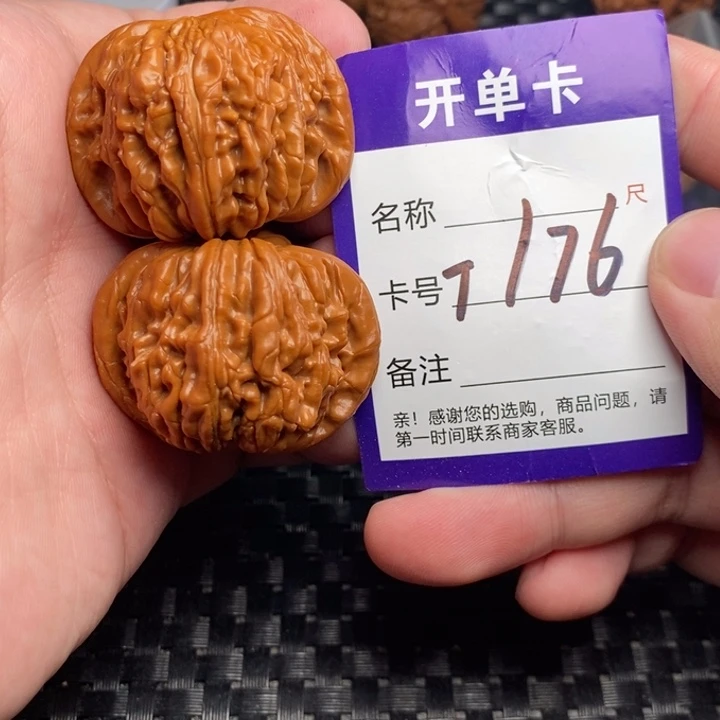 开单卡
名称 尺
卡号 T176
备注
亲！感谢您的选购，商品问题，请
第一时间联系商家客服。